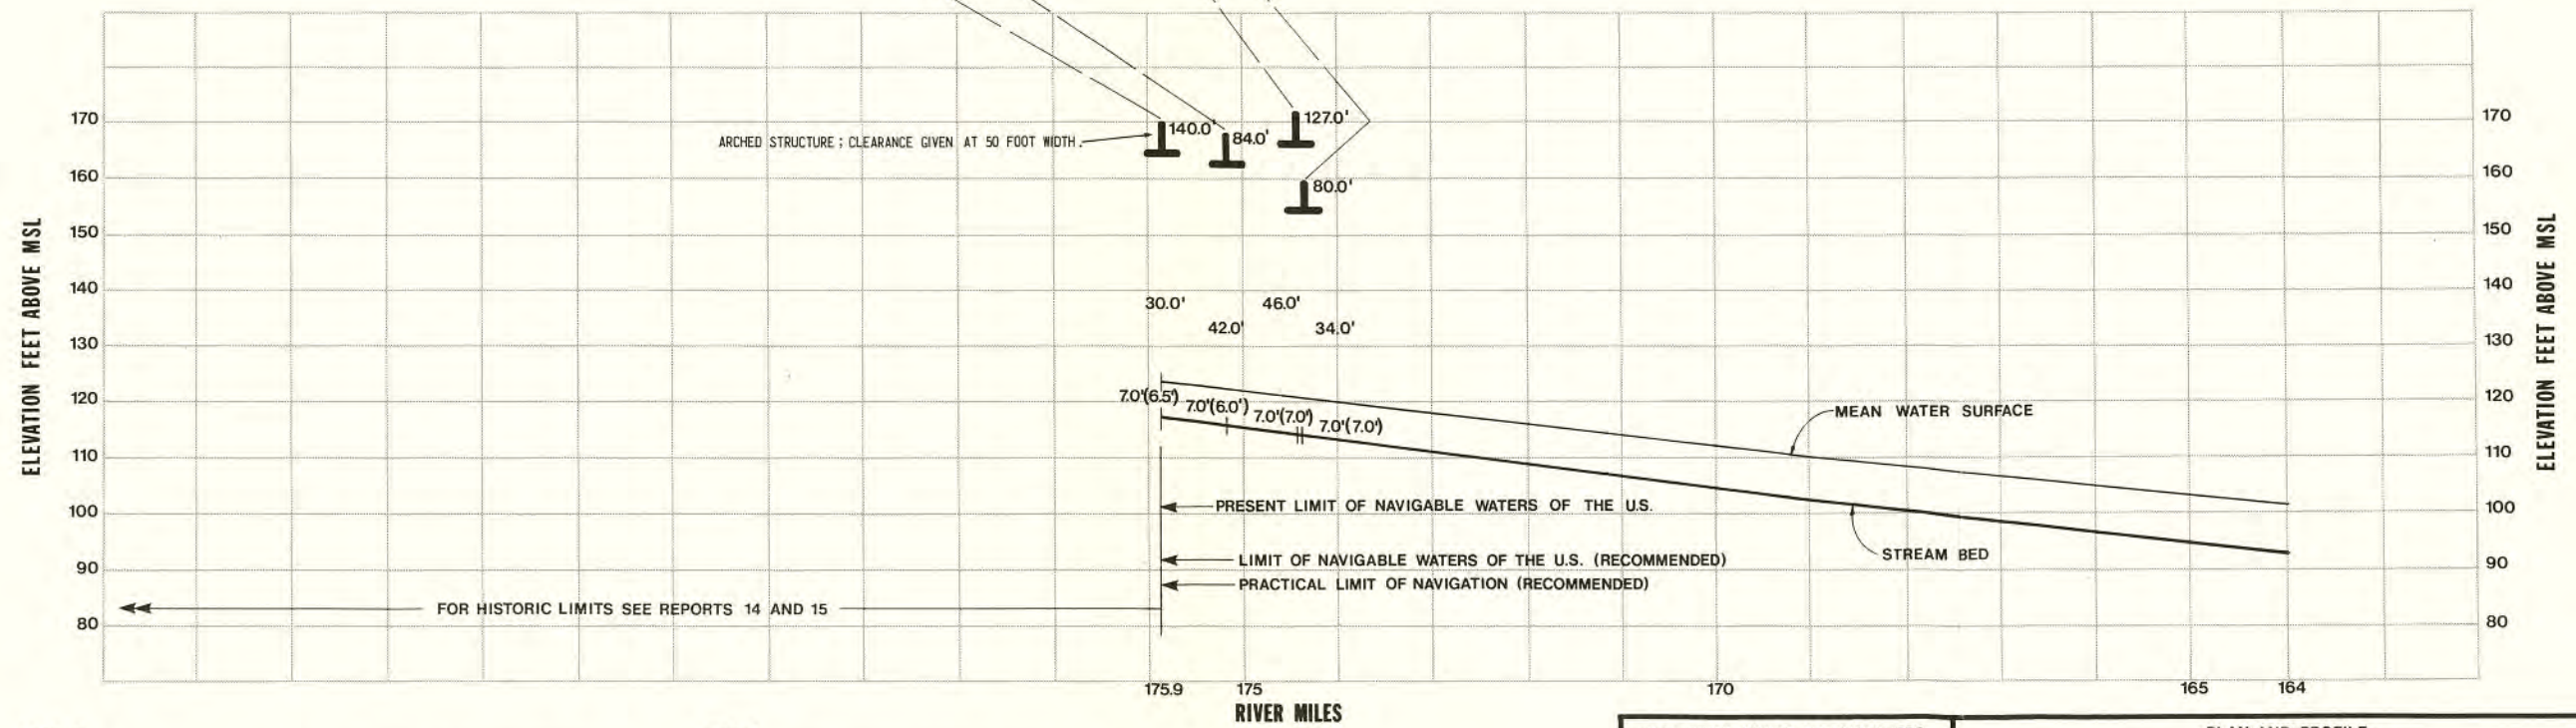 170
160
150
140
130
120
110
100
90
80
ELEVATION FEET ABOVE MSL
ARCHED STRUCTURE ; CLEARANCE GIVEN AT 50 FOOT WIDTH.
140.0'
84.0'
127.0'
80.0'
30.0'
46.0'
42.0'
34.0'
7.0'(6.5')
7.0'(6.0')
7.0'(7.0')
7.0'(7.0')
MEAN WATER SURFACE
STREAM BED
PRESENT LIMIT OF NAVIGABLE WATERS OF THE U.S.
LIMIT OF NAVIGABLE WATERS OF THE U.S. (RECOMMENDED)
PRACTICAL LIMIT OF NAVIGATION (RECOMMENDED)
FOR HISTORIC LIMITS SEE REPORTS 14 AND 15
170
160
150
140
130
120
110
100
90
80
ELEVATION FEET ABOVE MSL
175.9 175 170 165 164
RIVER MILES